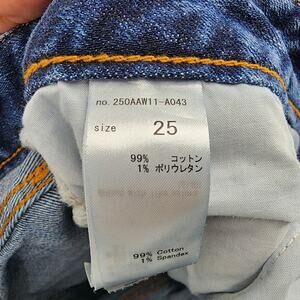 no. 250AAW11-A043
size 25
99% コットン
1% ポリウレタン
99% Cotton
1% Spandex